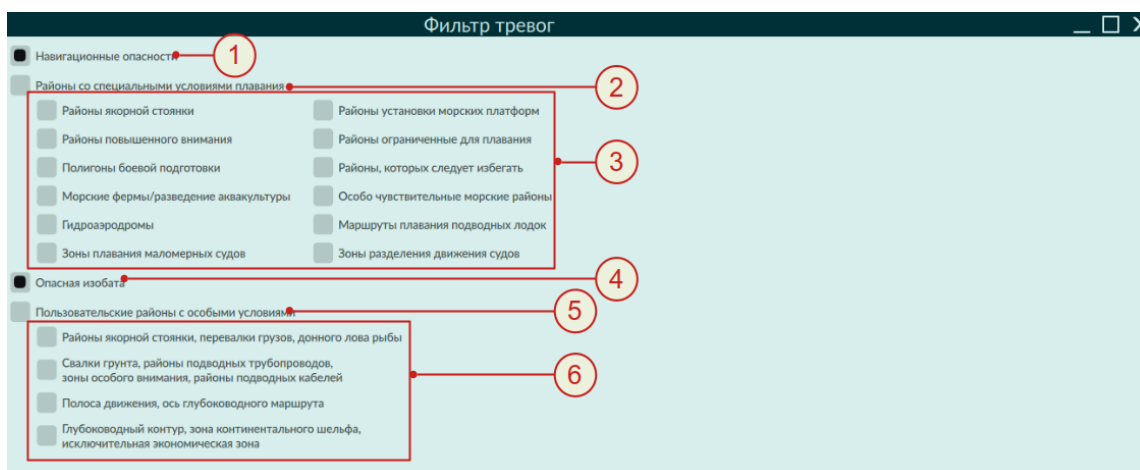 Фильтр тревог
Навигационные опасности
1
Районы со специальными условиями плавания
2
Районы якорной стоянки
Районы установки морских платформ
Районы повышенного внимания
Районы ограниченные для плавания
Полигоны боевой подготовки
Районы, которых следует избегать
3
Морские фермы/разведение аквакультуры
Особо чувствительные морские районы
Гидроаэродромы
Маршруты плавания подводных лодок
Зоны плавания маломерных судов
Зоны разделения движения судов
Опасная изобата
4
Пользовательские районы с особыми условиями
5
Районы якорной стоянки, перевалки грузов, донного лова рыбы
Свалки грунта, районы подводных трубопроводов,
зоны особого внимания, районы подводных кабелей
6
Полоса движения, ось глубоководного маршрута
Глубоководный контур, зона континентального шельфа,
исключительная экономическая зона